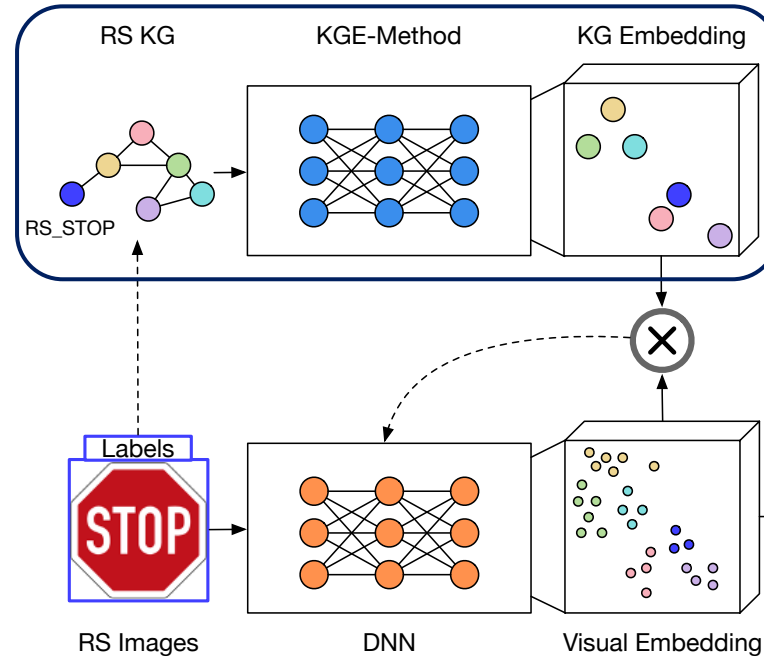 RS KG
KGE-Method
KG Embedding
RS_STOP
Labels
STOP
RS Images
DNN
Visual Embedding